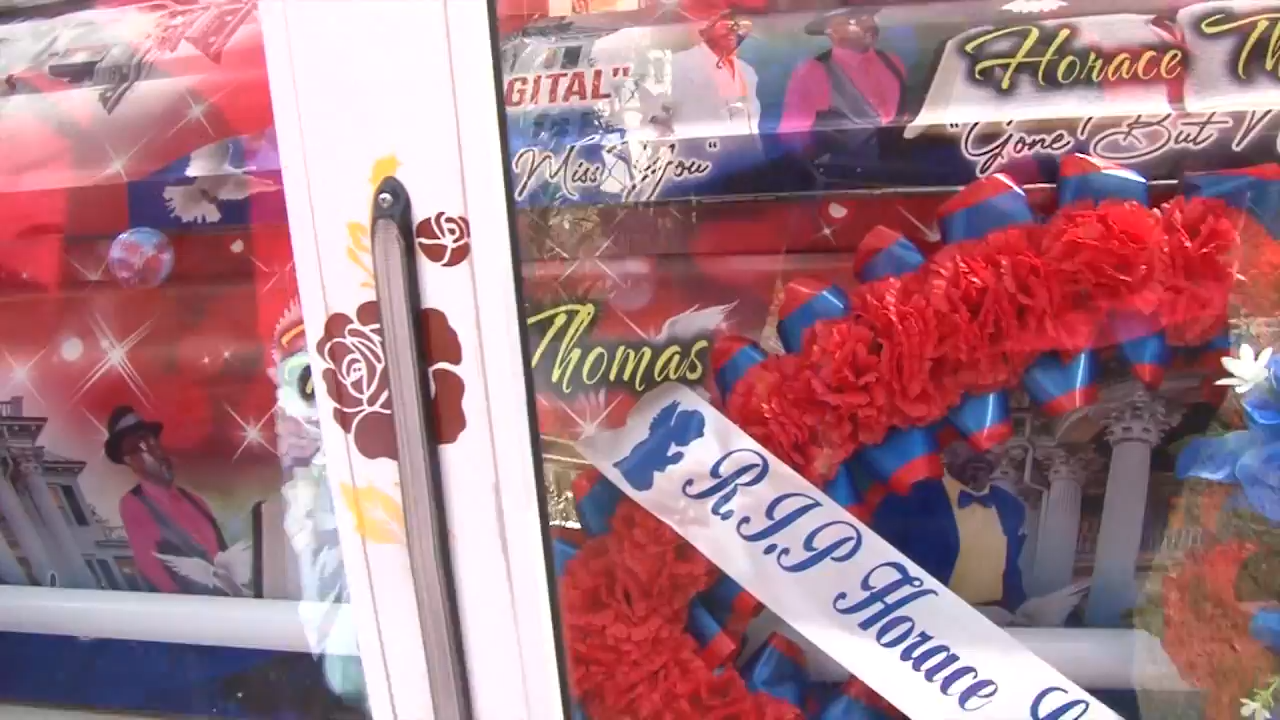 GITAL"
Miss You"
Horace Th
"Gone But N
Thomas
R.I.P Horace